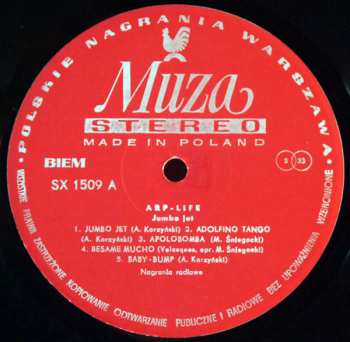 • POLSKIE NAGRANIA WARSZAWA •
Muza
STEREO
MADE IN POLAND
BIEM
S 33
SX 1509 A
ARP-LIFE
Jumbo Jet
1. JUMBO JET (A. Korzyński) 2. ADOLFINO TANGO
(A. Korzyński) 3. APOLOBOMBA (M. Śniegocki)
4. BESAME MUCHO (Velasques, opr. M. Śniegocki)
5. BABY-BUMP (A. Korzyński)
Nagrania radiowe
WSZELKIE PRAWA ZASTRZEŻONE KOPIOWANIE ODTWARZANIE PUBLICZNE I RADIOWE BEZ UPOWAŻNIENIA WZBRONIONE